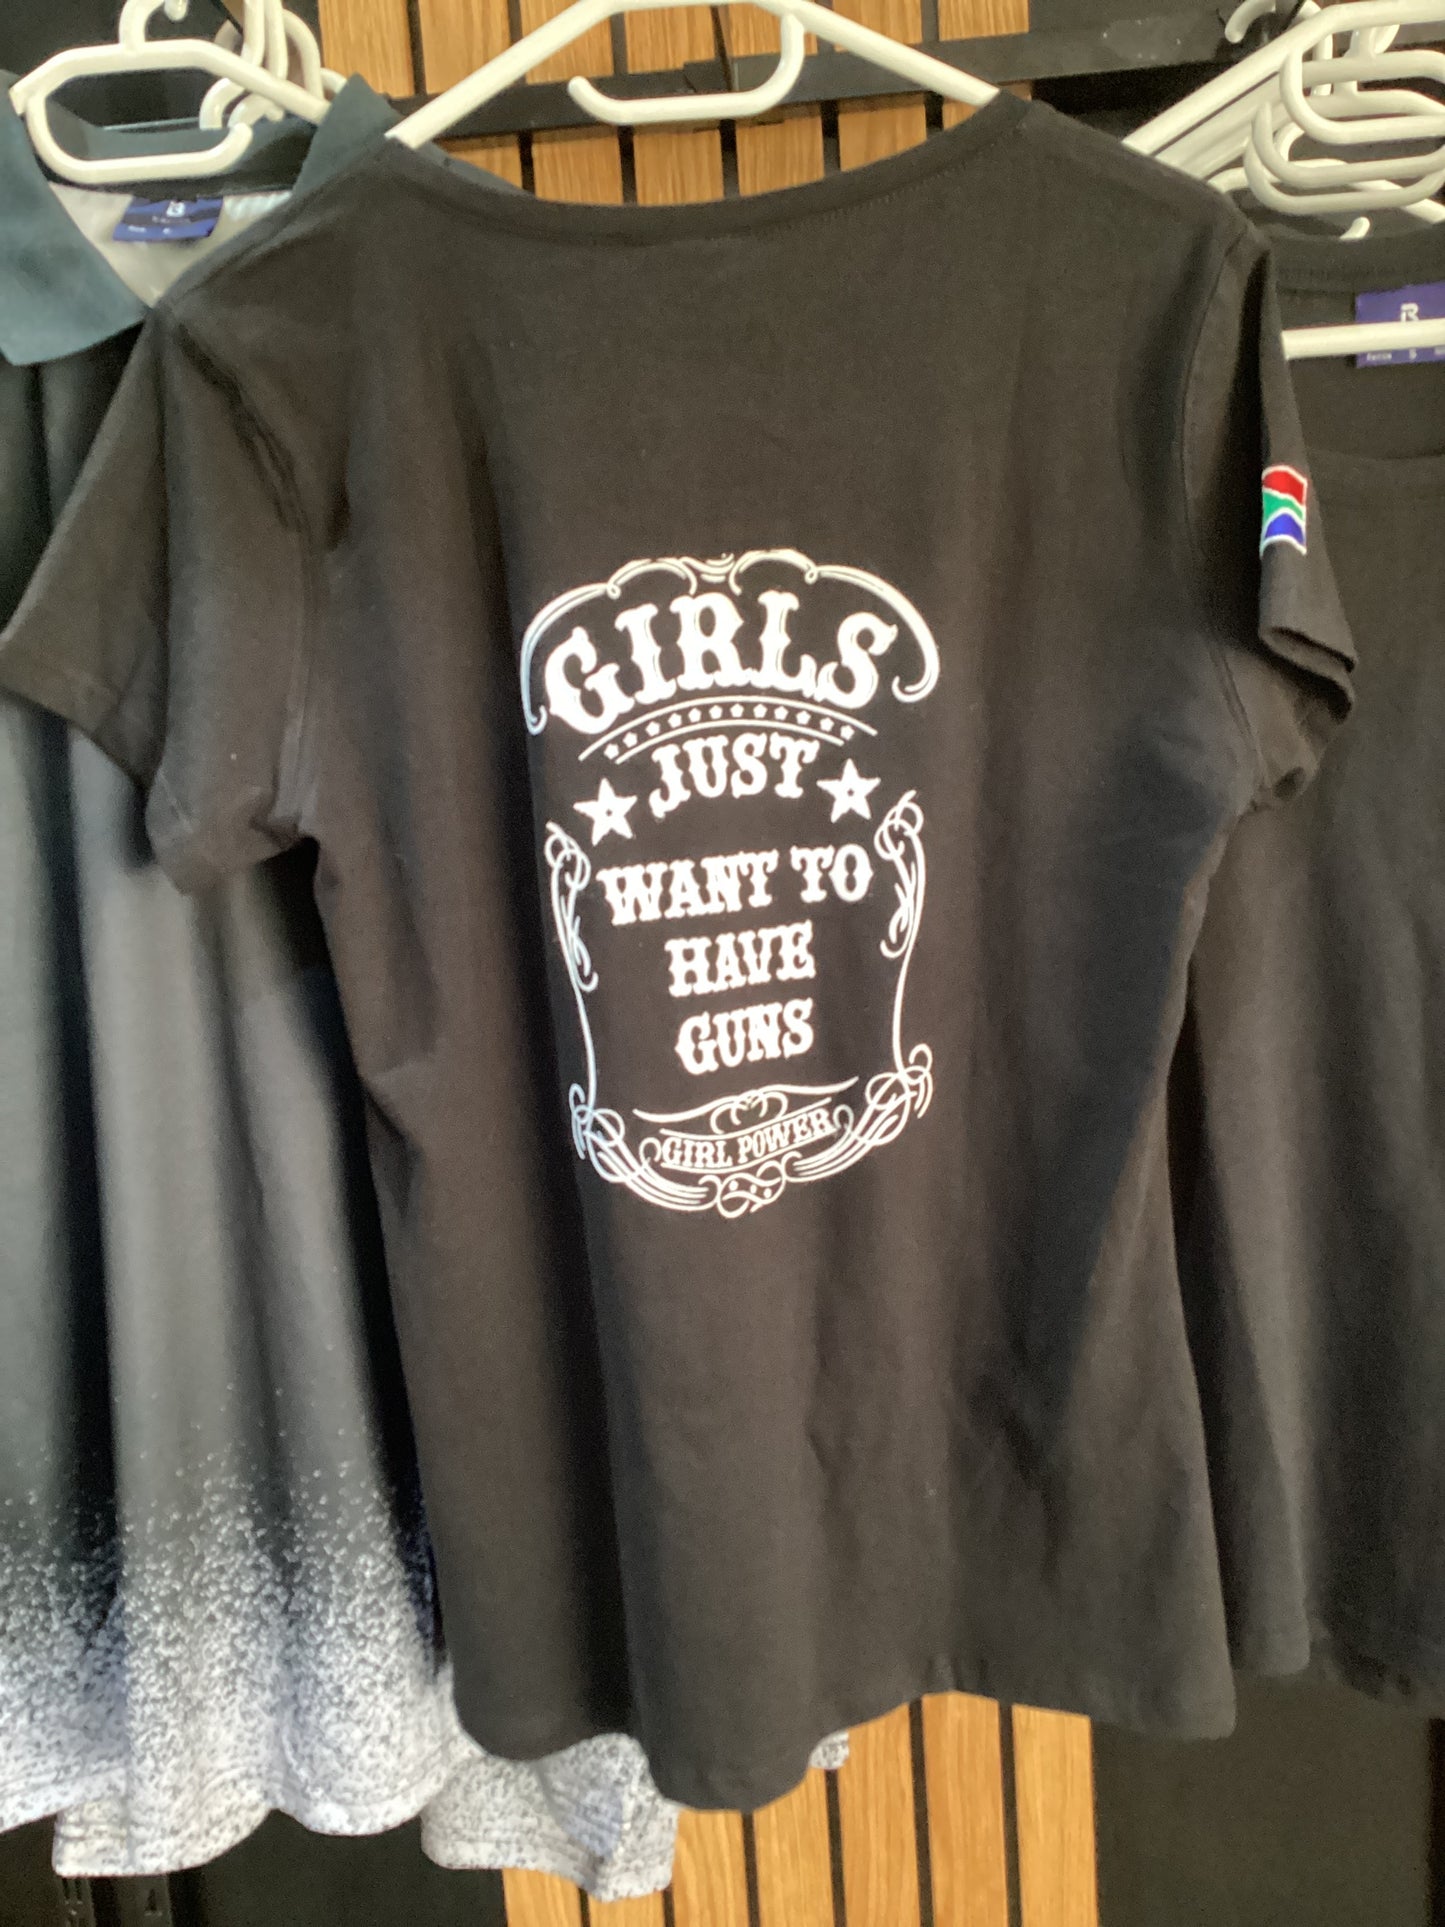 GIRLS
JUST
WANT TO
HAVE
GUNS
GIRL POWER